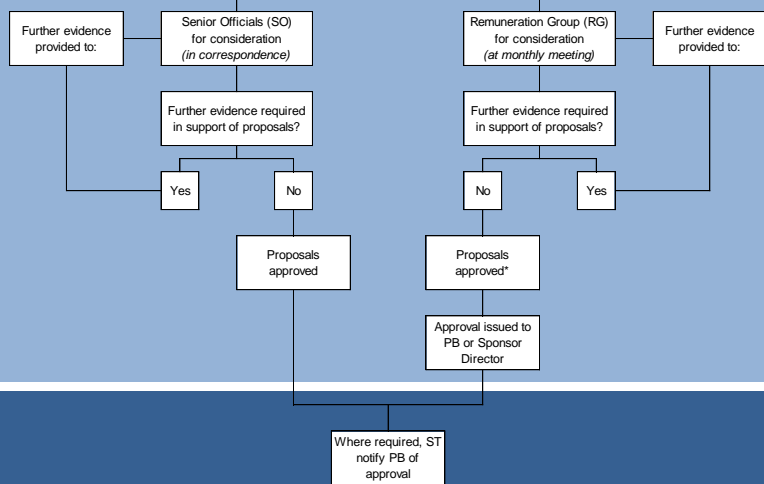 Further evidence
provided to:
Senior Officials (SO)
for consideration
(in correspondence)
Remuneration Group (RG)
for consideration
(at monthly meeting)
Further evidence
provided to:
Further evidence required
in support of proposals?
Further evidence required
in support of proposals?
Yes
No
No
Yes
Proposals
approved
Proposals
approved*
Approval issued to
PB or Sponsor
Director
Where required, ST
notify PB of
approval